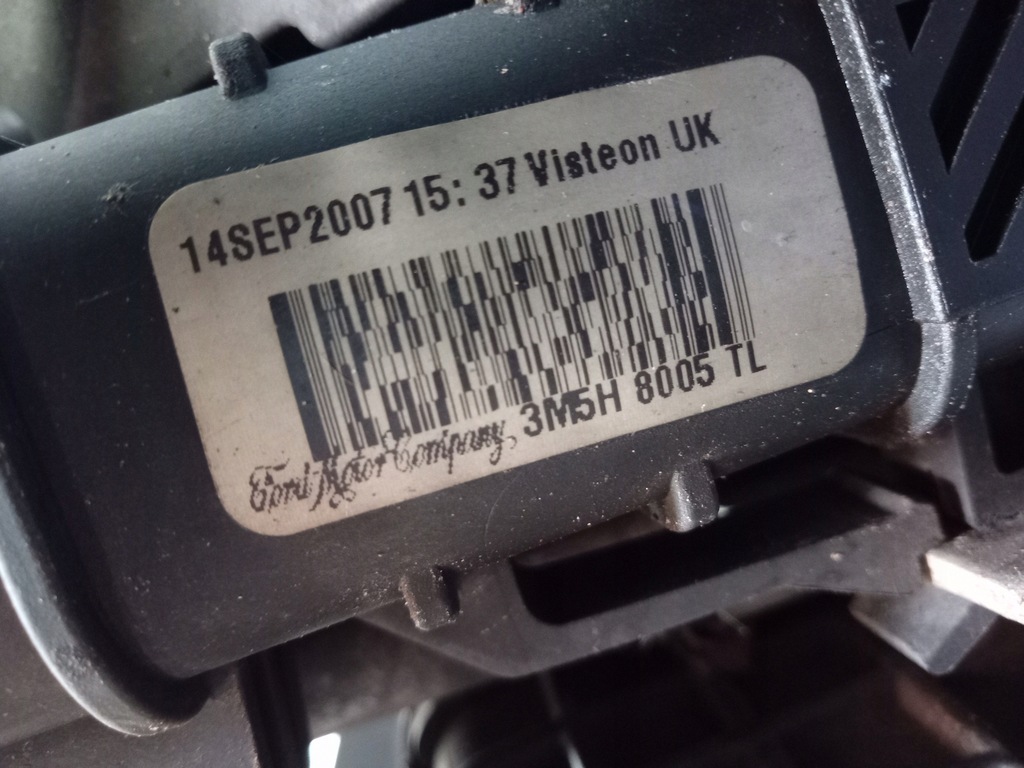 14SEP2007 15: 37 Visteon UK
Ford Motor Company, 3M5H 8005 TL